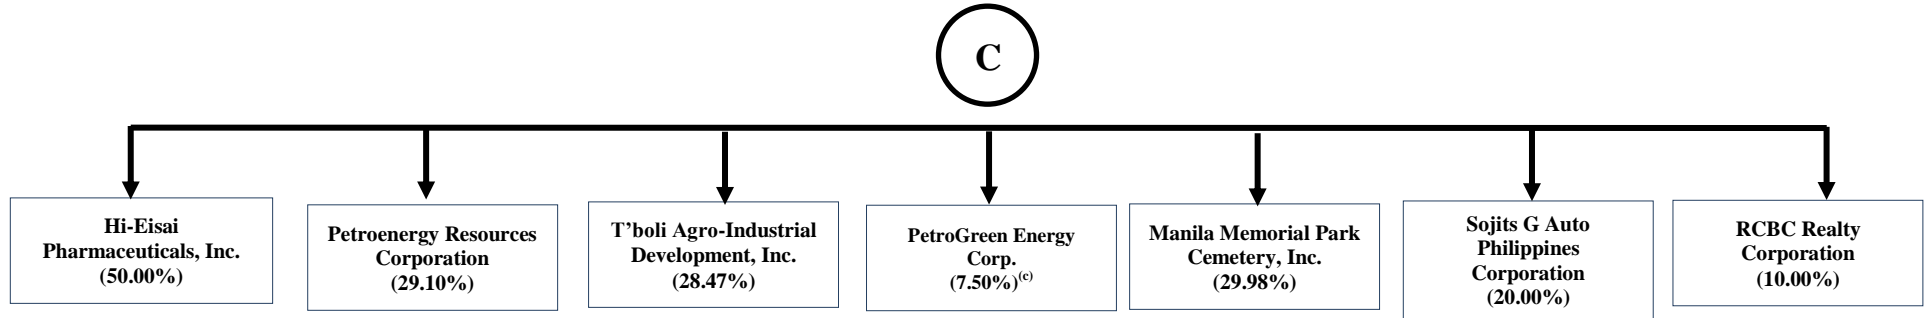 C
Hi-Eisai
Pharmaceuticals, Inc.
(50.00%)
Petroenergy Resources
Corporation
(29.10%)
T’boli Agro-Industrial
Development, Inc.
(28.47%)
PetroGreen Energy
Corp.
(7.50%)(c)
Manila Memorial Park
Cemetery, Inc.
(29.98%)
Sojits G Auto
Philippines
Corporation
(20.00%)
RCBC Realty
Corporation
(10.00%)